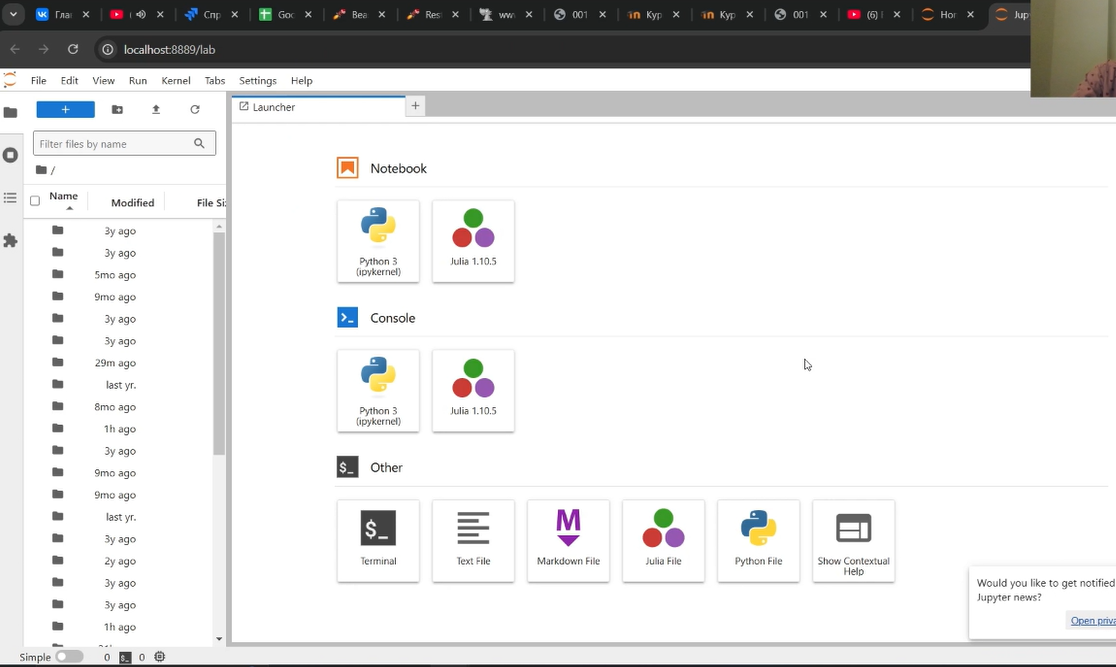 Гла
Спр
Goo
Bea
Res
ww
001
Кур
Кур
001
(6)
Hor
Jup
localhost:8889/lab
File Edit View Run Kernel Tabs Settings Help
Launcher
Filter files by name
/
Name Modified File Si
3y ago
3y ago
5mo ago
9mo ago
3y ago
3y ago
29m ago
last yr.
8mo ago
1h ago
3y ago
9mo ago
9mo ago
last yr.
3y ago
2y ago
3y ago
3y ago
1h ago
Notebook
Python 3
(ipykernel)
Julia 1.10.5
Console
Python 3
(ipykernel)
Julia 1.10.5
$_ Other
$_
Terminal
Text File
Markdown File
Julia File
Python File
Show Contextual
Help
Would you like to get notified
Jupyter news?
Open priva
Simple 0 $_ 0